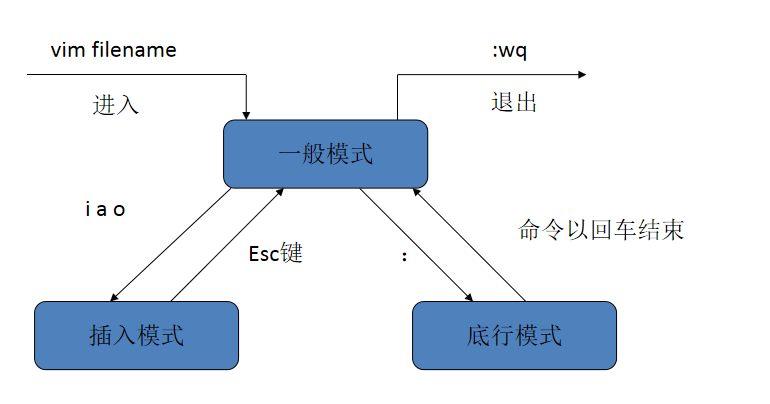 vim filename
:wq
进入
退出
一般模式
i a o
Esc键
：
命令以回车结束
插入模式
底行模式